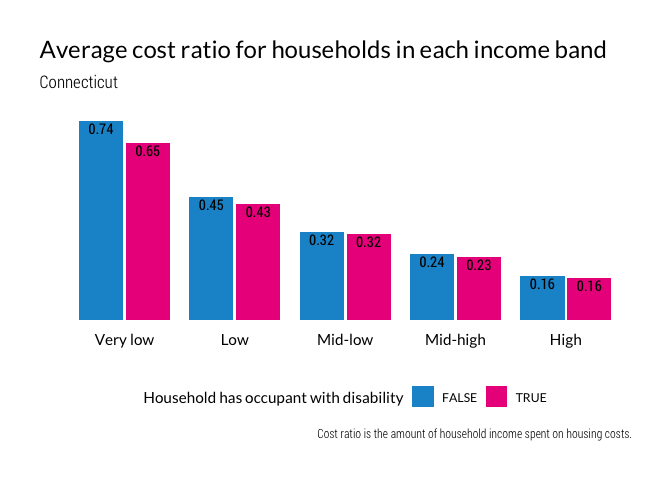 Average cost ratio for households in each income band
Connecticut
0.74 0.65 0.45 0.43 0.32 0.32 0.24 0.23 0.16 0.16
Very low Low Mid-low Mid-high High
Household has occupant with disability FALSE TRUE
Cost ratio is the amount of household income spent on housing costs.